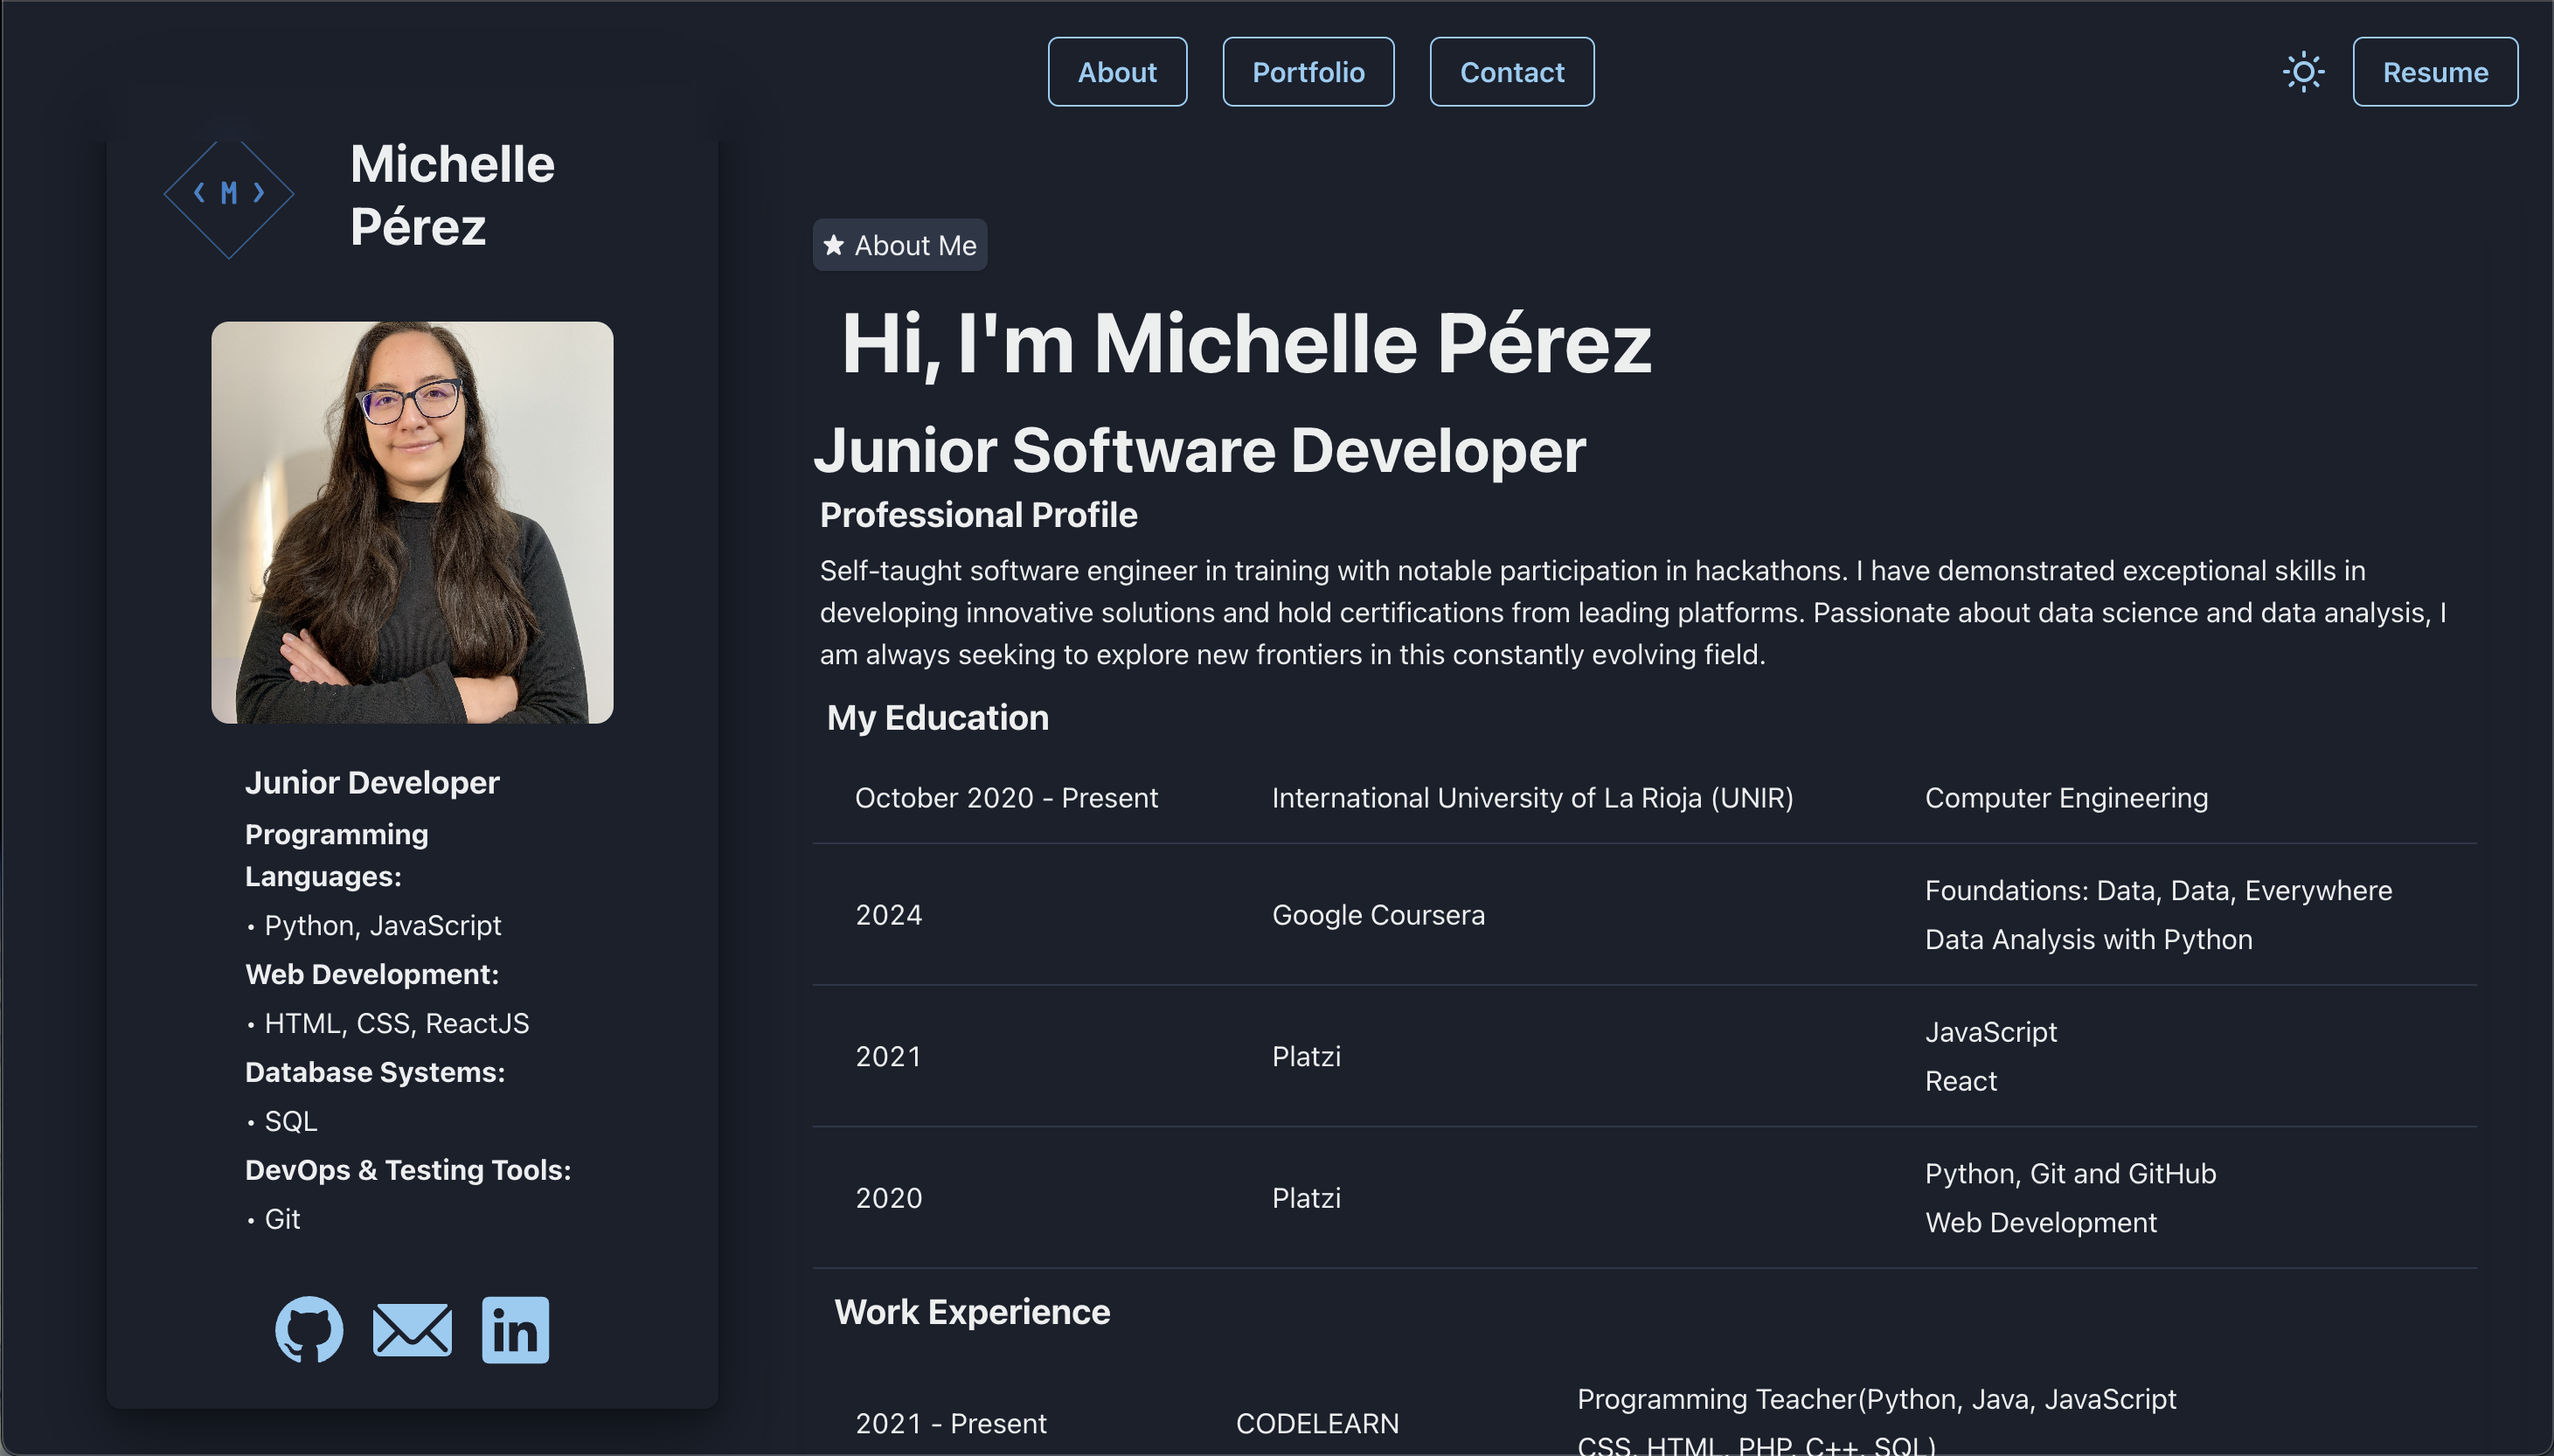 About
Portfolio
Contact
Resume
< M >
Michelle
Pérez
Junior Developer
Programming
Languages:
• Python, JavaScript
Web Development:
• HTML, CSS, ReactJS
Database Systems:
• SQL
DevOps & Testing Tools:
• Git
in
About Me
Hi, I'm Michelle Pérez
Junior Software Developer
Professional Profile
Self-taught software engineer in training with notable participation in hackathons. I have demonstrated exceptional skills in
developing innovative solutions and hold certifications from leading platforms. Passionate about data science and data analysis, I
am always seeking to explore new frontiers in this constantly evolving field.
My Education
October 2020 - Present
International University of La Rioja (UNIR)
Computer Engineering
2024
Google Coursera
Foundations: Data, Data, Everywhere
Data Analysis with Python
2021
Platzi
JavaScript
React
2020
Platzi
Python, Git and GitHub
Web Development
Work Experience
2021 - Present
CODELEARN
Programming Teacher(Python, Java, JavaScript
CSS, HTML, PHP, C++, SQL)